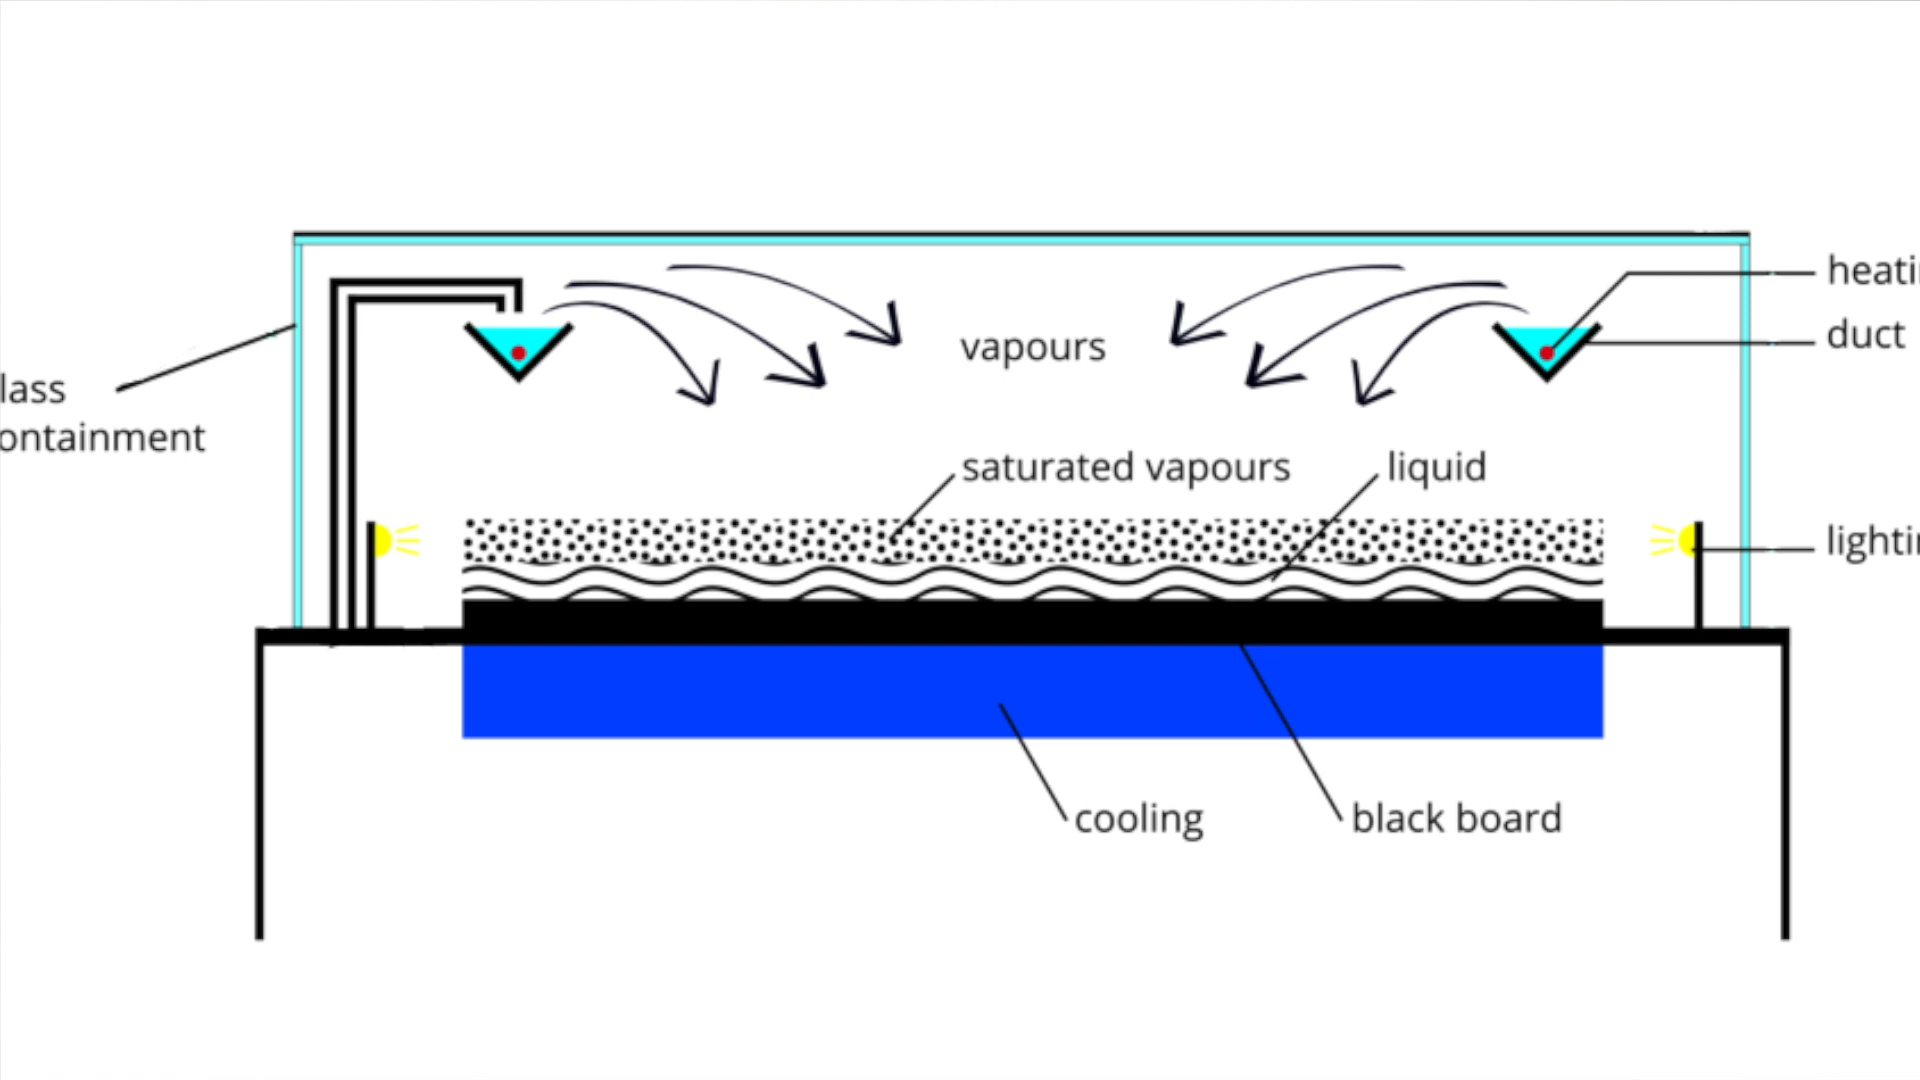 heati
duct
vapours
lass
ontainment
saturated vapours
liquid
lighti
cooling
black board